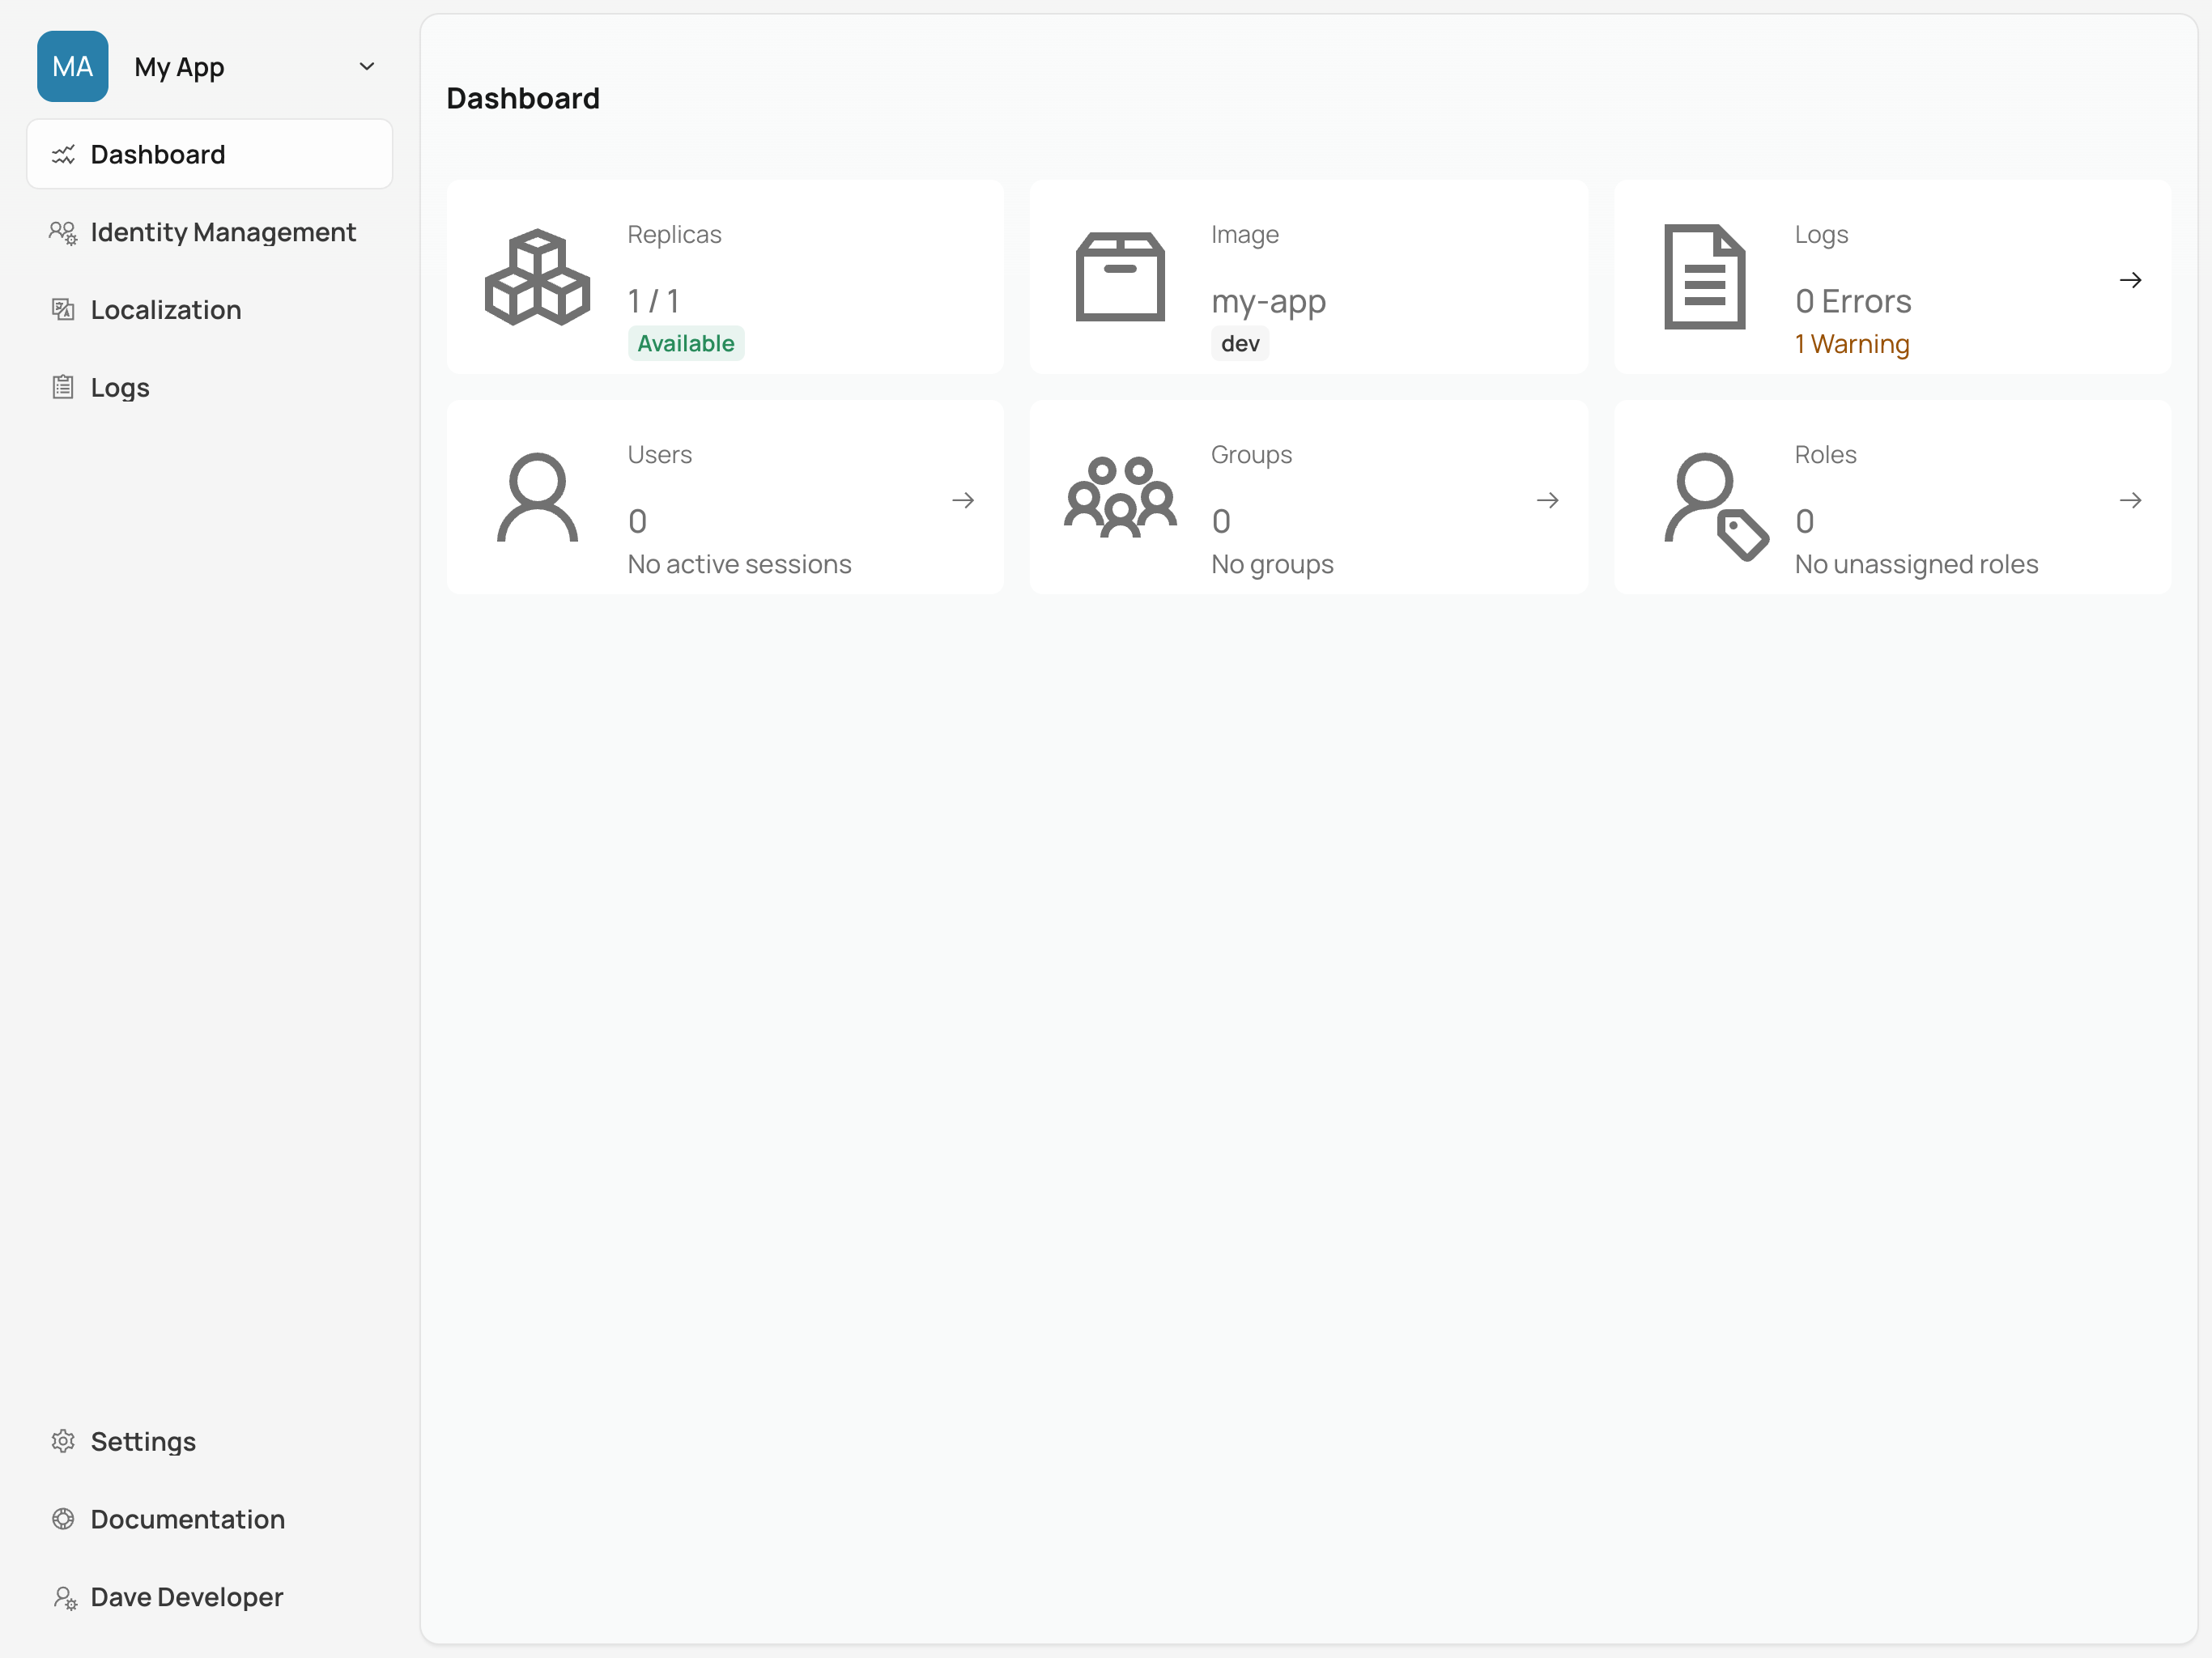 MA
My App
Dashboard
Identity Management
Localization
Logs
Settings
Documentation
Dave Developer
Dashboard
Replicas
1 / 1
Available
Image
my-app
dev
Logs
0 Errors
1 Warning
Users
0
No active sessions
Groups
0
No groups
Roles
0
No unassigned roles